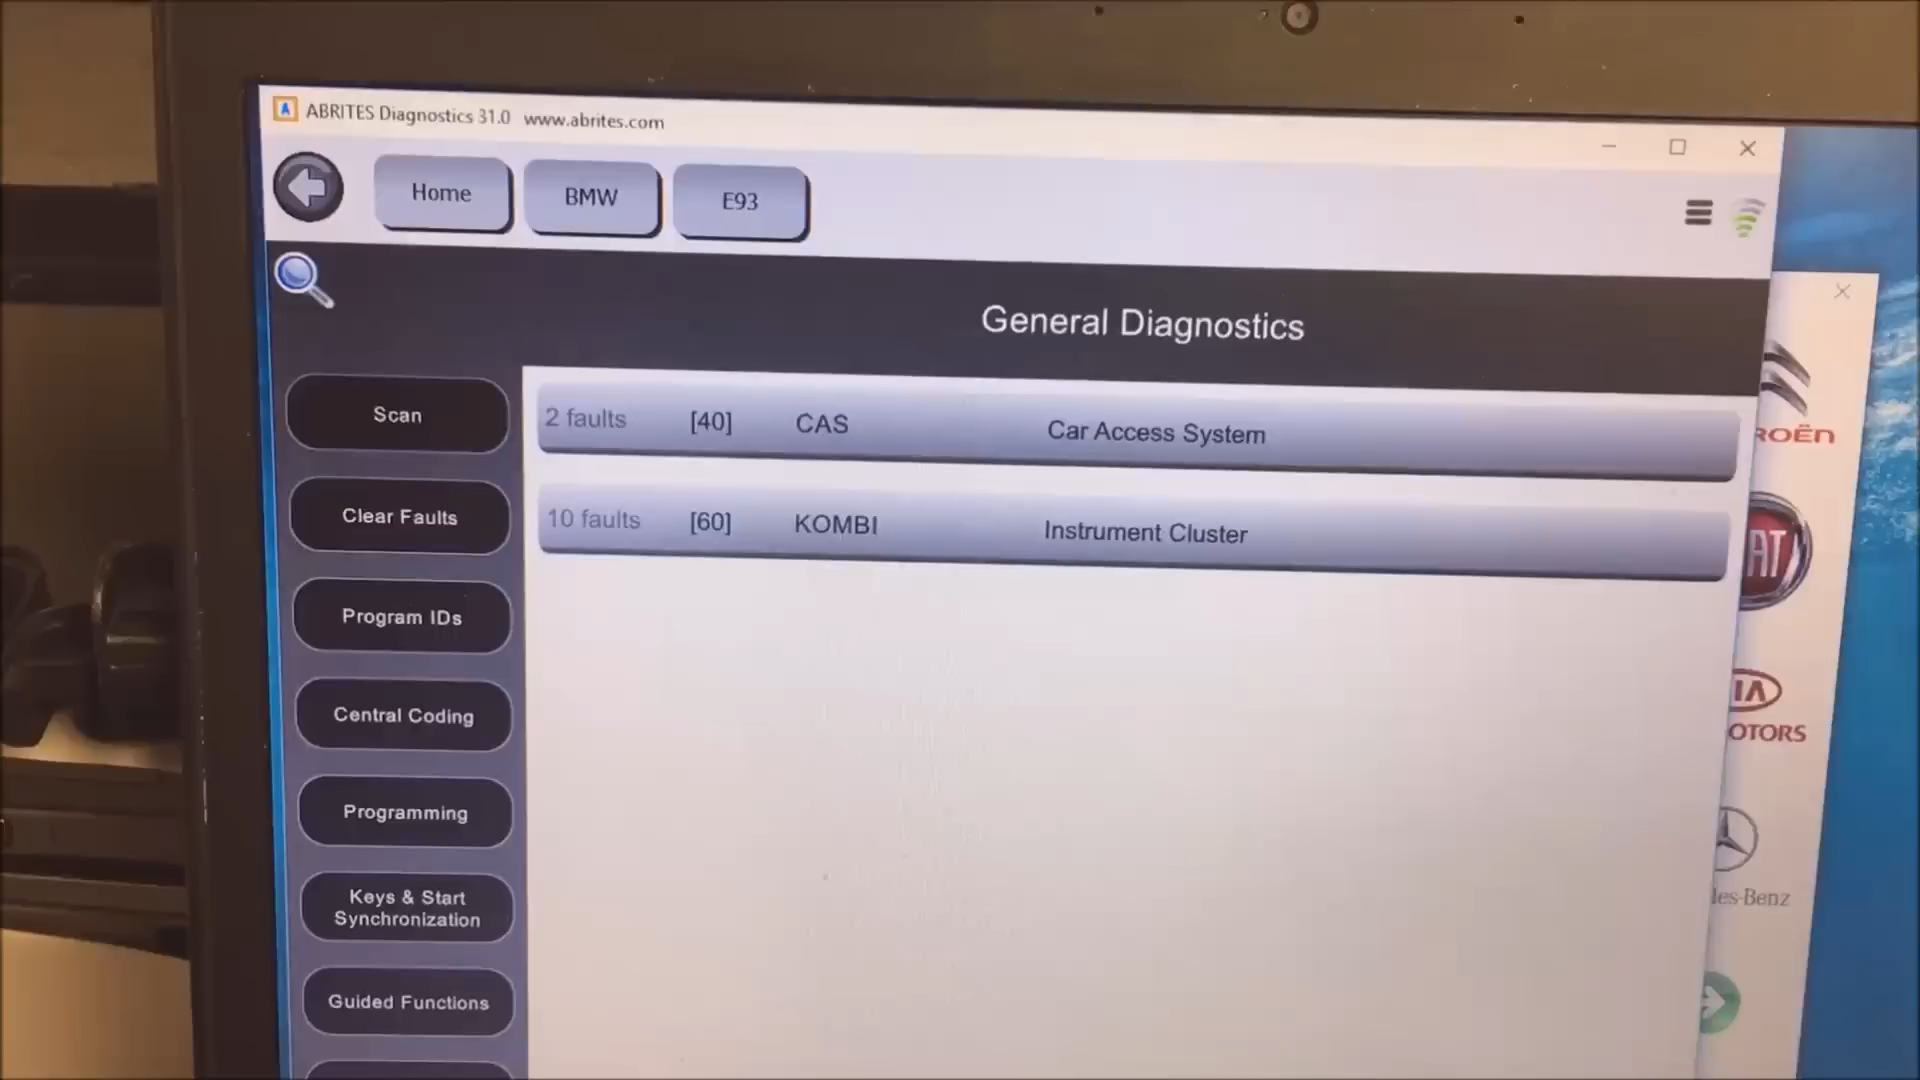 ABRITES Diagnostics 31.0 www.abrites.com
Home
BMW
E93
General Diagnostics
Scan
Clear Faults
Program IDs
Central Coding
Programming
Keys & Start
Synchronization
Guided Functions
2 faults [40] CAS Car Access System
10 faults [60] KOMBI Instrument Cluster